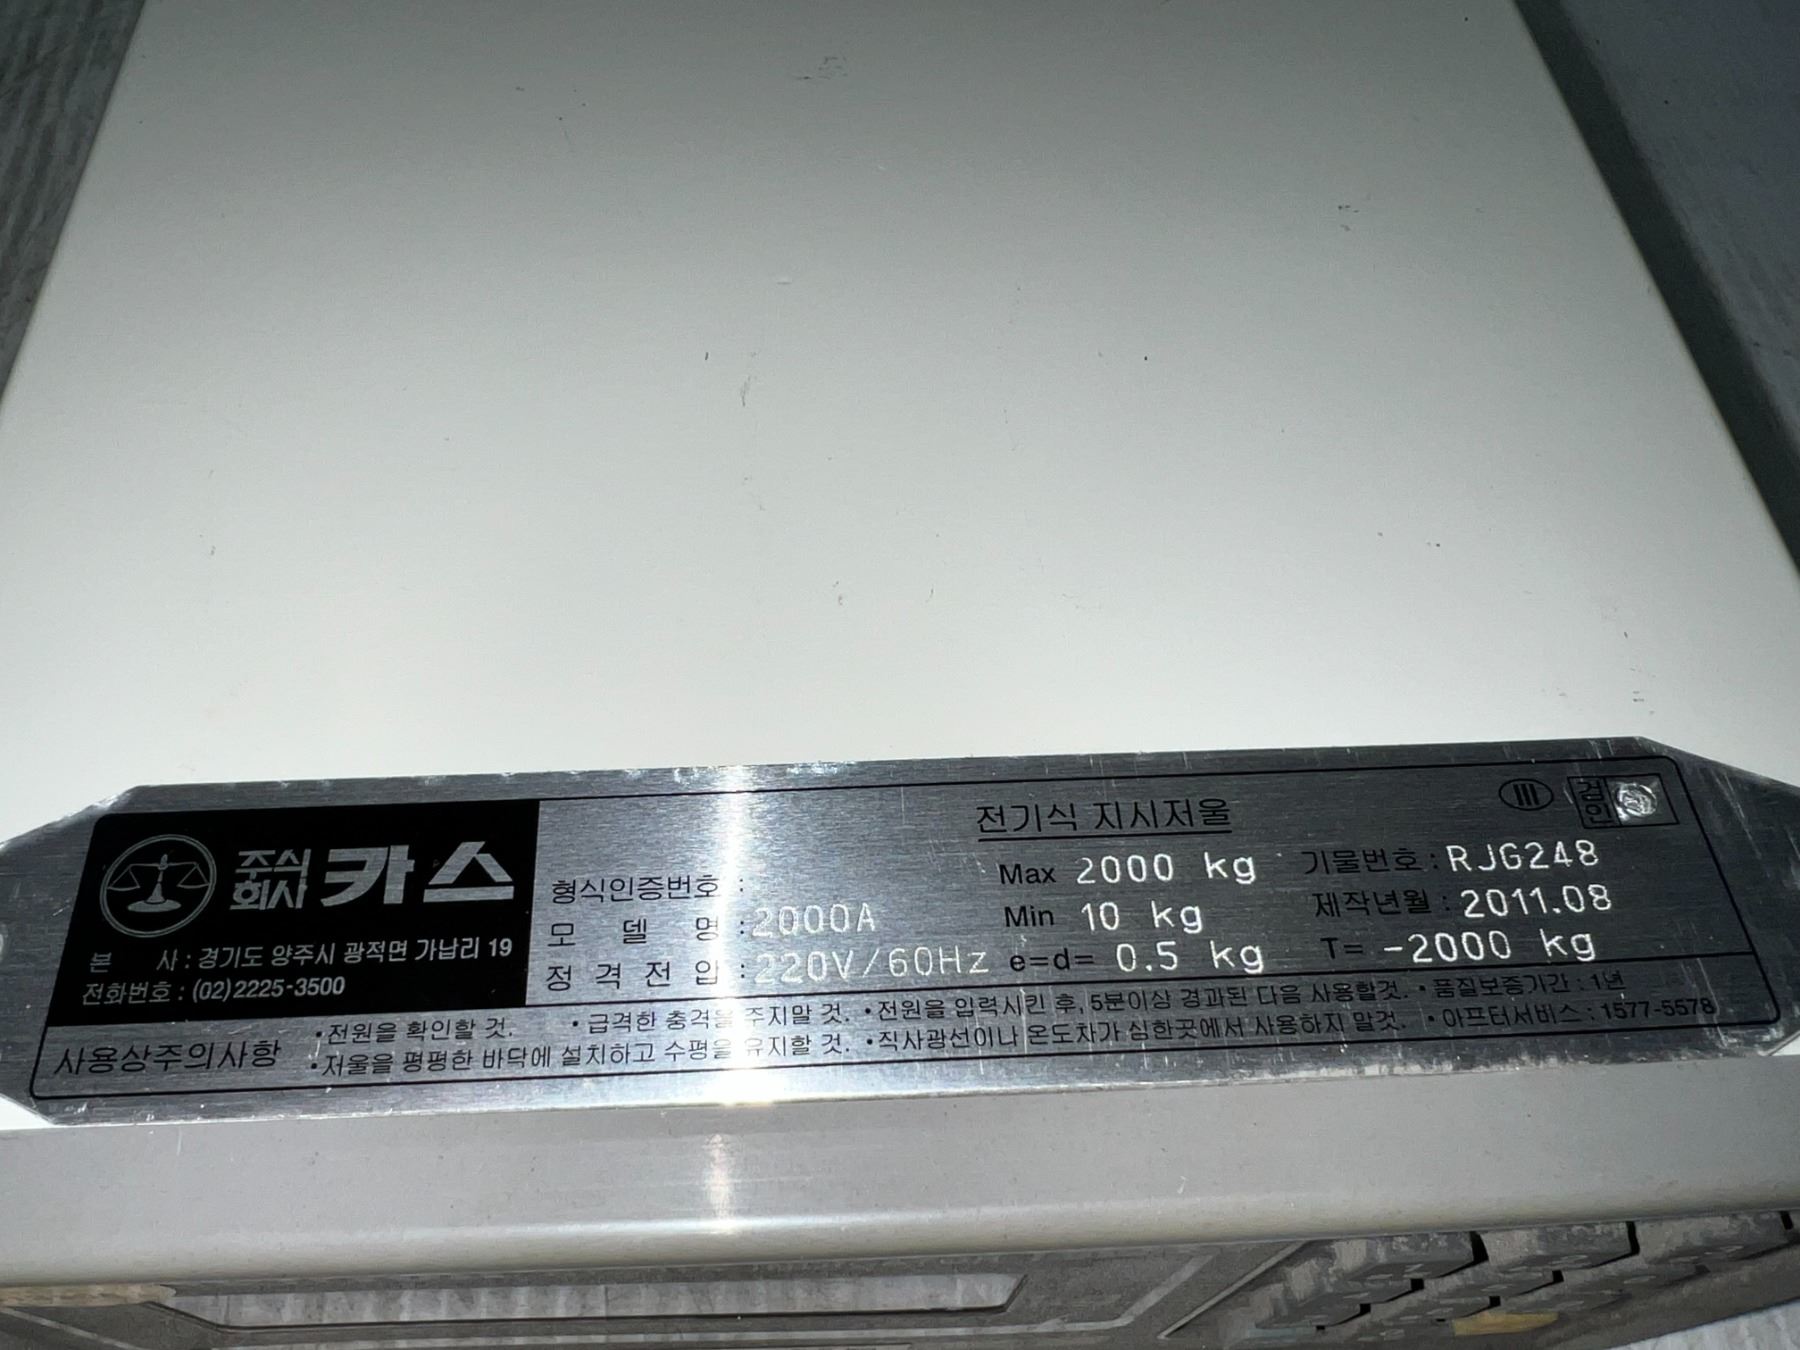 주식회사 카스
본 사 : 경기도 양주시 광적면 가납리 19
전화번호 : (02)2225-3500
전기식 지시저울
III
검인
형식인증번호 :
모 델 명 : 2000A
정 격 전 압 : 220V/60Hz
Max 2000 kg
Min 10 kg
e=d= 0.5 kg
기물번호 : RJG248
제작년월 : 2011.08
T= -2000 kg
사용상주의사항
•전원을 확인할 것. •급격한 충격을 주지말 것. •전원을 입력시킨 후, 5분이상 경과된 다음 사용할것. •품질보증기간 : 1년
•저울을 평평한 바닥에 설치하고 수평을 유지할 것. •직사광선이나 온도차가 심한곳에서 사용하지 말것. •아프터서비스 : 1577-5578